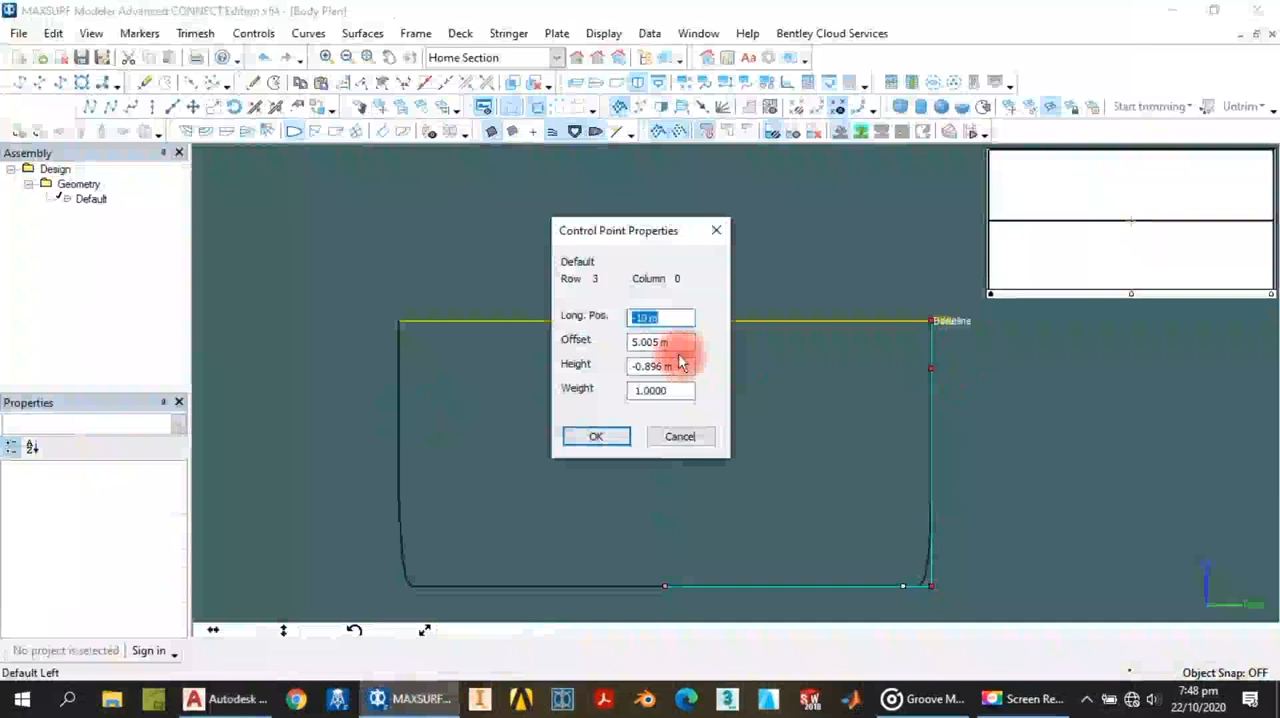 MAXSURF Modeler Advanced CONNECT Edition v64 - [Body Plan]
File Edit View Markers Trimesh Controls Curves Surfaces Frame Deck Stringer Plate Display Data Window Help Bentley Cloud Services
Home Section
Aa
Start trimming
Untrim
Assembly
Design
Geometry
Default
Properties
No project is selected
Sign in
Default Left
Control Point Properties
Default
Row 3 Column 0
Long. Pos. -10 m
Offset 5.005 m
Height -0.896 m
Weight 1.0000
OK Cancel
Object Snap: OFF
Autodesk ...
MAXSURF...
Groove M...
Screen Re...
7:48 pm
22/10/2020